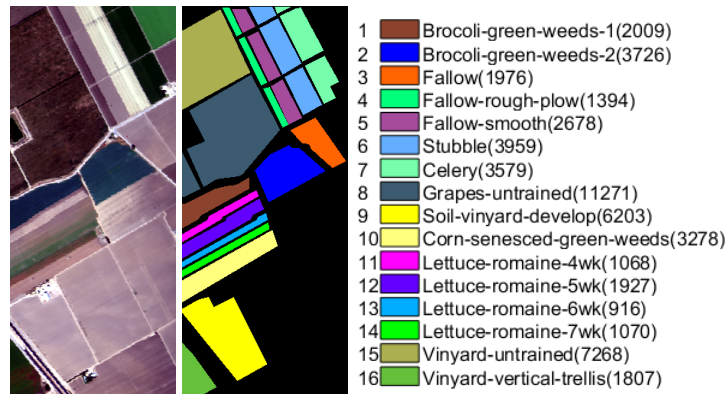 1 Brocoli-green-weeds-1(2009)
2 Brocoli-green-weeds-2(3726)
3 Fallow(1976)
4 Fallow-rough-plow(1394)
5 Fallow-smooth(2678)
6 Stubble(3959)
7 Celery(3579)
8 Grapes-untrained(11271)
9 Soil-vinyard-develop(6203)
10 Corn-senesced-green-weeds(3278)
11 Lettuce-romaine-4wk(1068)
12 Lettuce-romaine-5wk(1927)
13 Lettuce-romaine-6wk(916)
14 Lettuce-romaine-7wk(1070)
15 Vinyard-untrained(7268)
16 Vinyard-vertical-trellis(1807)